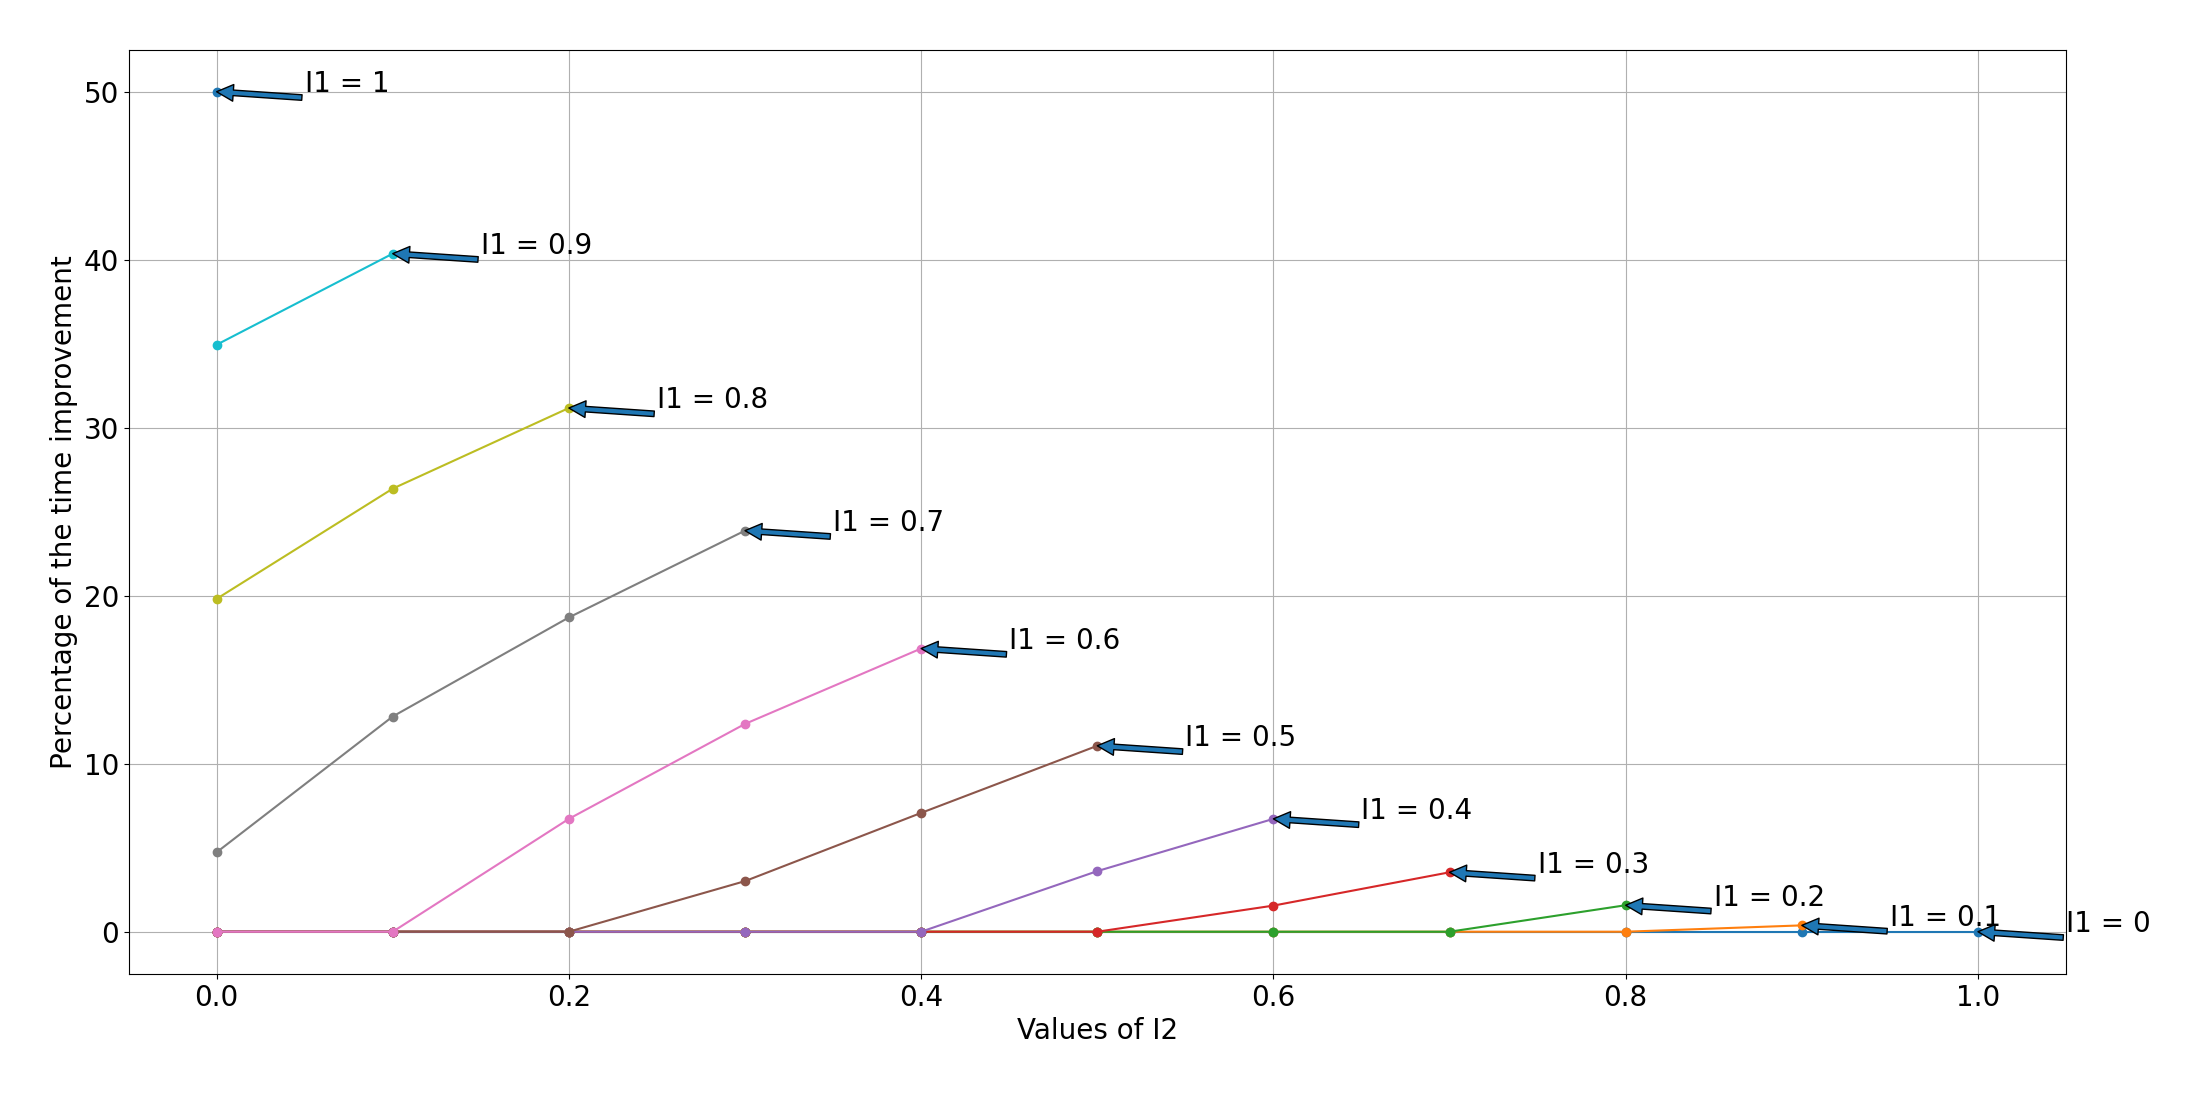 I1 = 1
50
I1 = 0.9
40
I1 = 0.8
30
I1 = 0.7
20
I1 = 0.6
I1 = 0.5
10
I1 = 0.4
I1 = 0.3
I1 = 0.2
I1 = 0.1
I1 = 0
0
Percentage of the time improvement
0.0 0.2 0.4 0.6 0.8 1.0
Values of I2